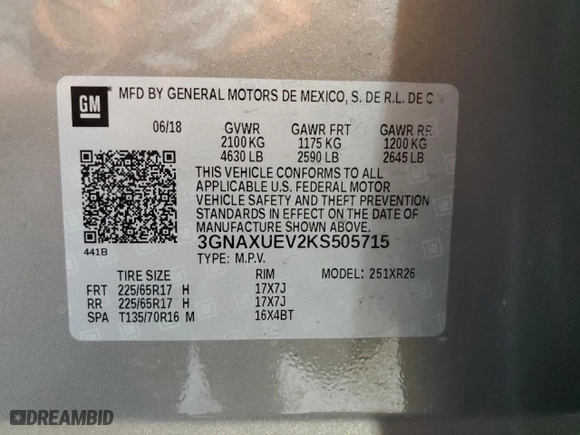 GM
MFD BY GENERAL MOTORS DE MEXICO, S. DE R.L. DE C
06/18 GVWR GAWR FRT GAWR RR
2100 KG 1175 KG 1200 KG
4630 LB 2590 LB 2645 LB
THIS VEHICLE CONFORMS TO ALL
APPLICABLE U.S. FEDERAL MOTOR
VEHICLE SAFETY AND THEFT PREVENTION
STANDARDS IN EFFECT ON THE DATE OF
MANUFACTURE SHOWN ABOVE.
441B
3GNAXUEV2KS505715
TYPE: M.P.V. MODEL: 251XR26
TIRE SIZE RIM
FRT 225/65R17 H 17X7J
RR 225/65R17 H 17X7J
SPA T135/70R16 M 16X4BT
DREAMBID